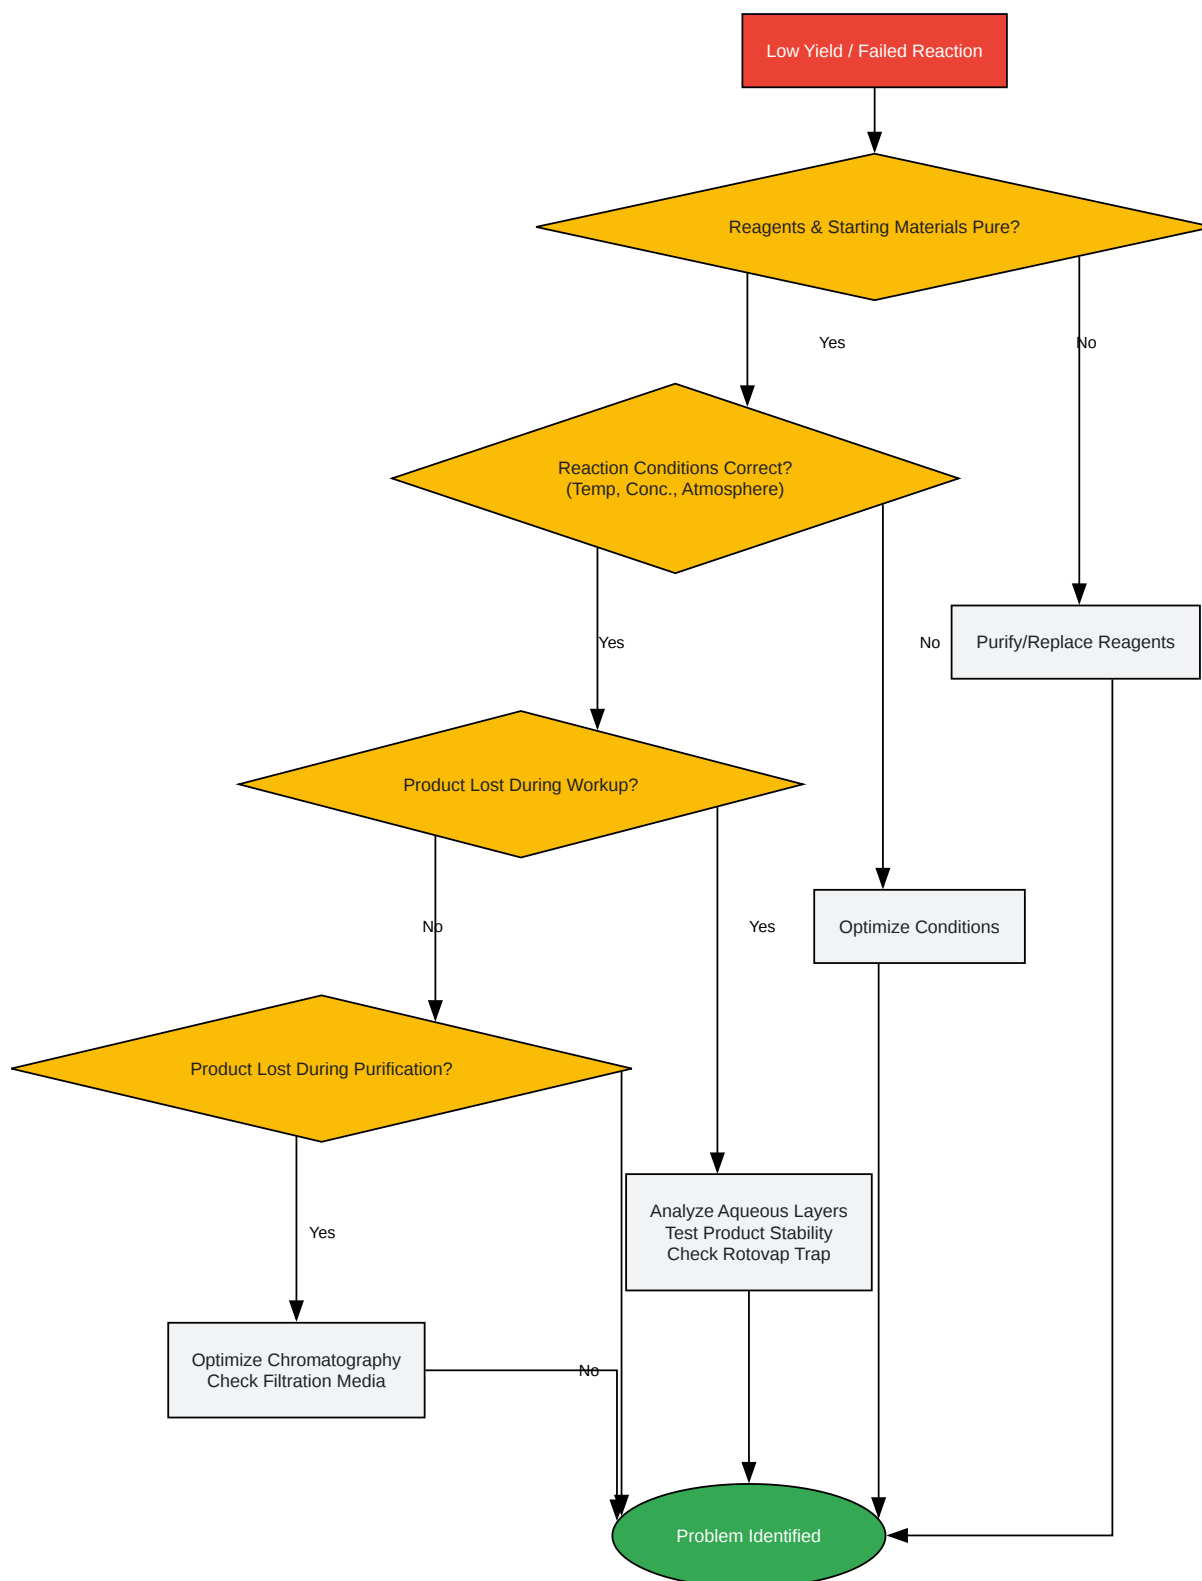 Low Yield / Failed Reaction
Reagents & Starting Materials Pure?
Yes
No
Reaction Conditions Correct?
(Temp, Conc., Atmosphere)
Yes
No
Purify/Replace Reagents
Product Lost During Workup?
No
Yes
Optimize Conditions
Product Lost During Purification?
Analyze Aqueous Layers
Test Product Stability
Check Rotovap Trap
Yes
Optimize Chromatography
Check Filtration Media
No
Problem Identified